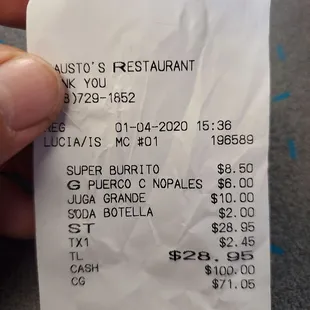 AUSTO'S RESTAURANT
NK YOU
8)729-1852
REG 01-04-2020 15:36
LUCIA/IS MC #01 196589
SUPER BURRITO $8.50
G PUERCO C NOPALES $6.00
JUGA GRANDE $10.00
SODA BOTELLA $2.00
ST $28.95
TX1 $2.45
TL $28.95
CASH $100.00
CG $71.05